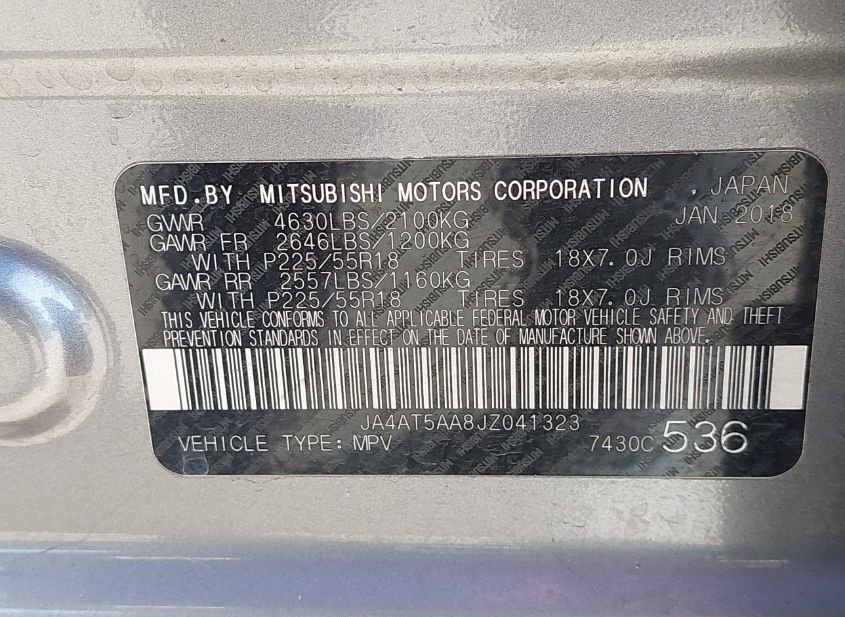 MFD.BY MITSUBISHI MOTORS CORPORATION , JAPAN
GVWR 4630LBS/2100KG JAN 2018
GAWR FR 2646LBS/1200KG
WITH P225/55R18 TIRES 18X7.0J RIMS
GAWR RR 2557LBS/1160KG
WITH P225/55R18 TIRES 18X7.0J RIMS
THIS VEHICLE CONFORMS TO ALL APPLICABLE FEDERAL MOTOR VEHICLE SAFETY AND THEFT
PREVENTION STANDARDS IN EFFECT ON THE DATE OF MANUFACTURE SHOWN ABOVE.
JA4AT5AA8JZ041323
VEHICLE TYPE: MPV 7430C 536